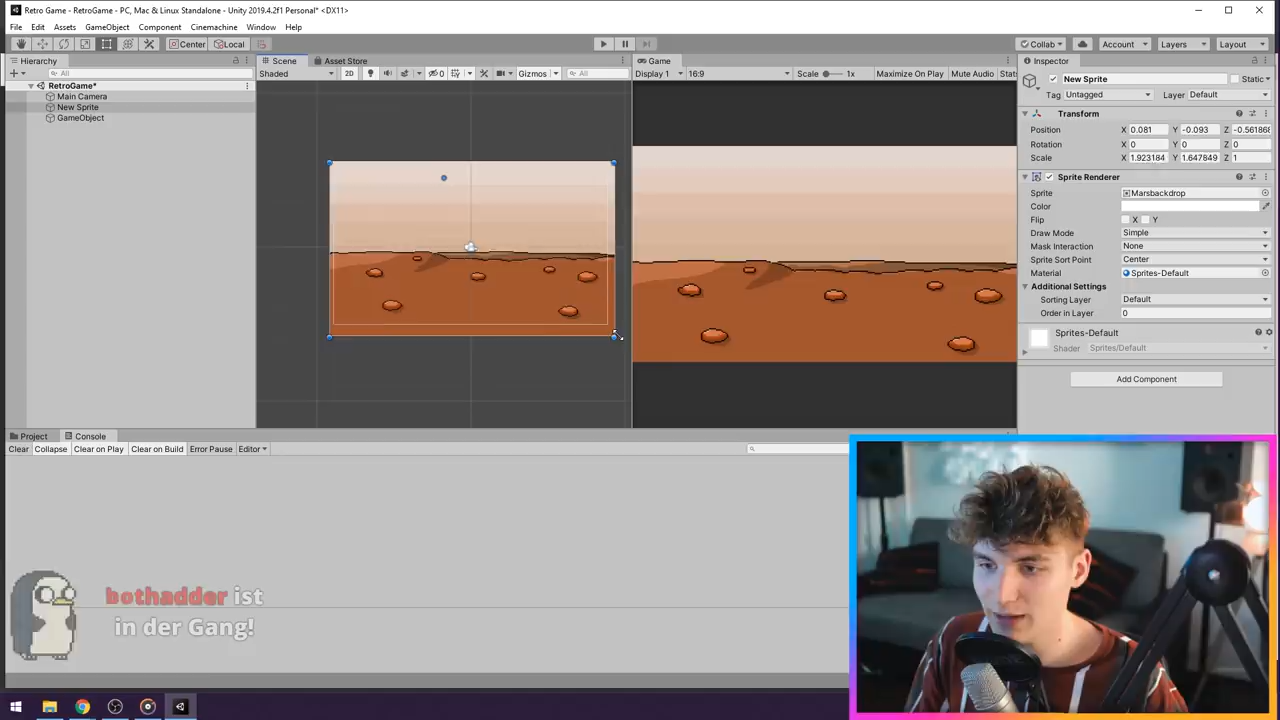 Retro Game - RetroGame - PC, Mac & Linux Standalone - Unity 2019.4.2f1 Personal* <DX11>
File Edit Assets GameObject Component Cinemachine Window Help
Center Local Collab Account Layers Layout
Hierarchy Scene Asset Store Game Inspector
All Shaded 2D 0 Gizmos All Display 1 16:9 Scale 1x Maximize On Play Mute Audio Stats
RetroGame*
Main Camera
New Sprite
GameObject
New Sprite Static
Tag Untagged Layer Default
Transform
Position X 0.081 Y -0.093 Z -0.561868
Rotation X 0 Y 0 Z 0
Scale X 1.923184 Y 1.647849 Z 1
Sprite Renderer
Sprite Marsbackdrop
Color
Flip X Y
Draw Mode Simple
Mask Interaction None
Sprite Sort Point Center
Material Sprites-Default
Additional Settings
Sorting Layer Default
Order in Layer 0
Sprites-Default
Shader Sprites/Default
Add Component
Project Console
Clear Collapse Clear on Play Clear on Build Error Pause Editor
bothadder ist
in der Gang!